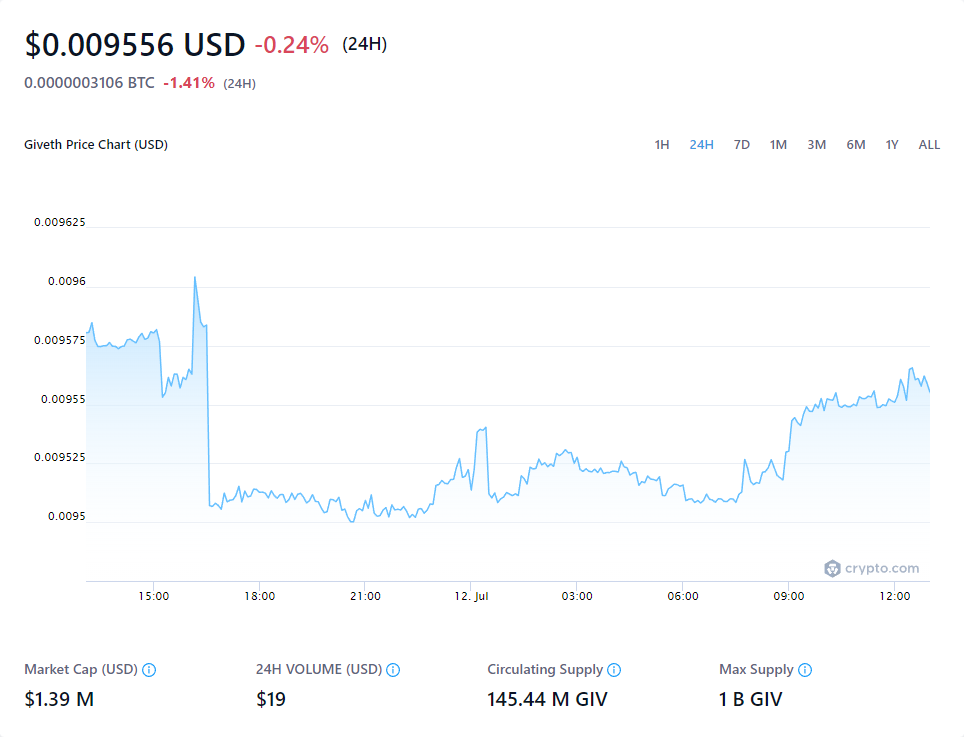 $0.009556 USD -0.24% (24H)
0.0000003106 BTC -1.41% (24H)
Giveth Price Chart (USD) 1H 24H 7D 1M 3M 6M 1Y ALL
0.009625
0.0096
0.009575
0.00955
0.009525
0.0095
crypto.com
15:00 18:00 21:00 12. Jul 03:00 06:00 09:00 12:00
Market Cap (USD) 24H VOLUME (USD) Circulating Supply Max Supply
$1.39 M $19 145.44 M GIV 1 B GIV